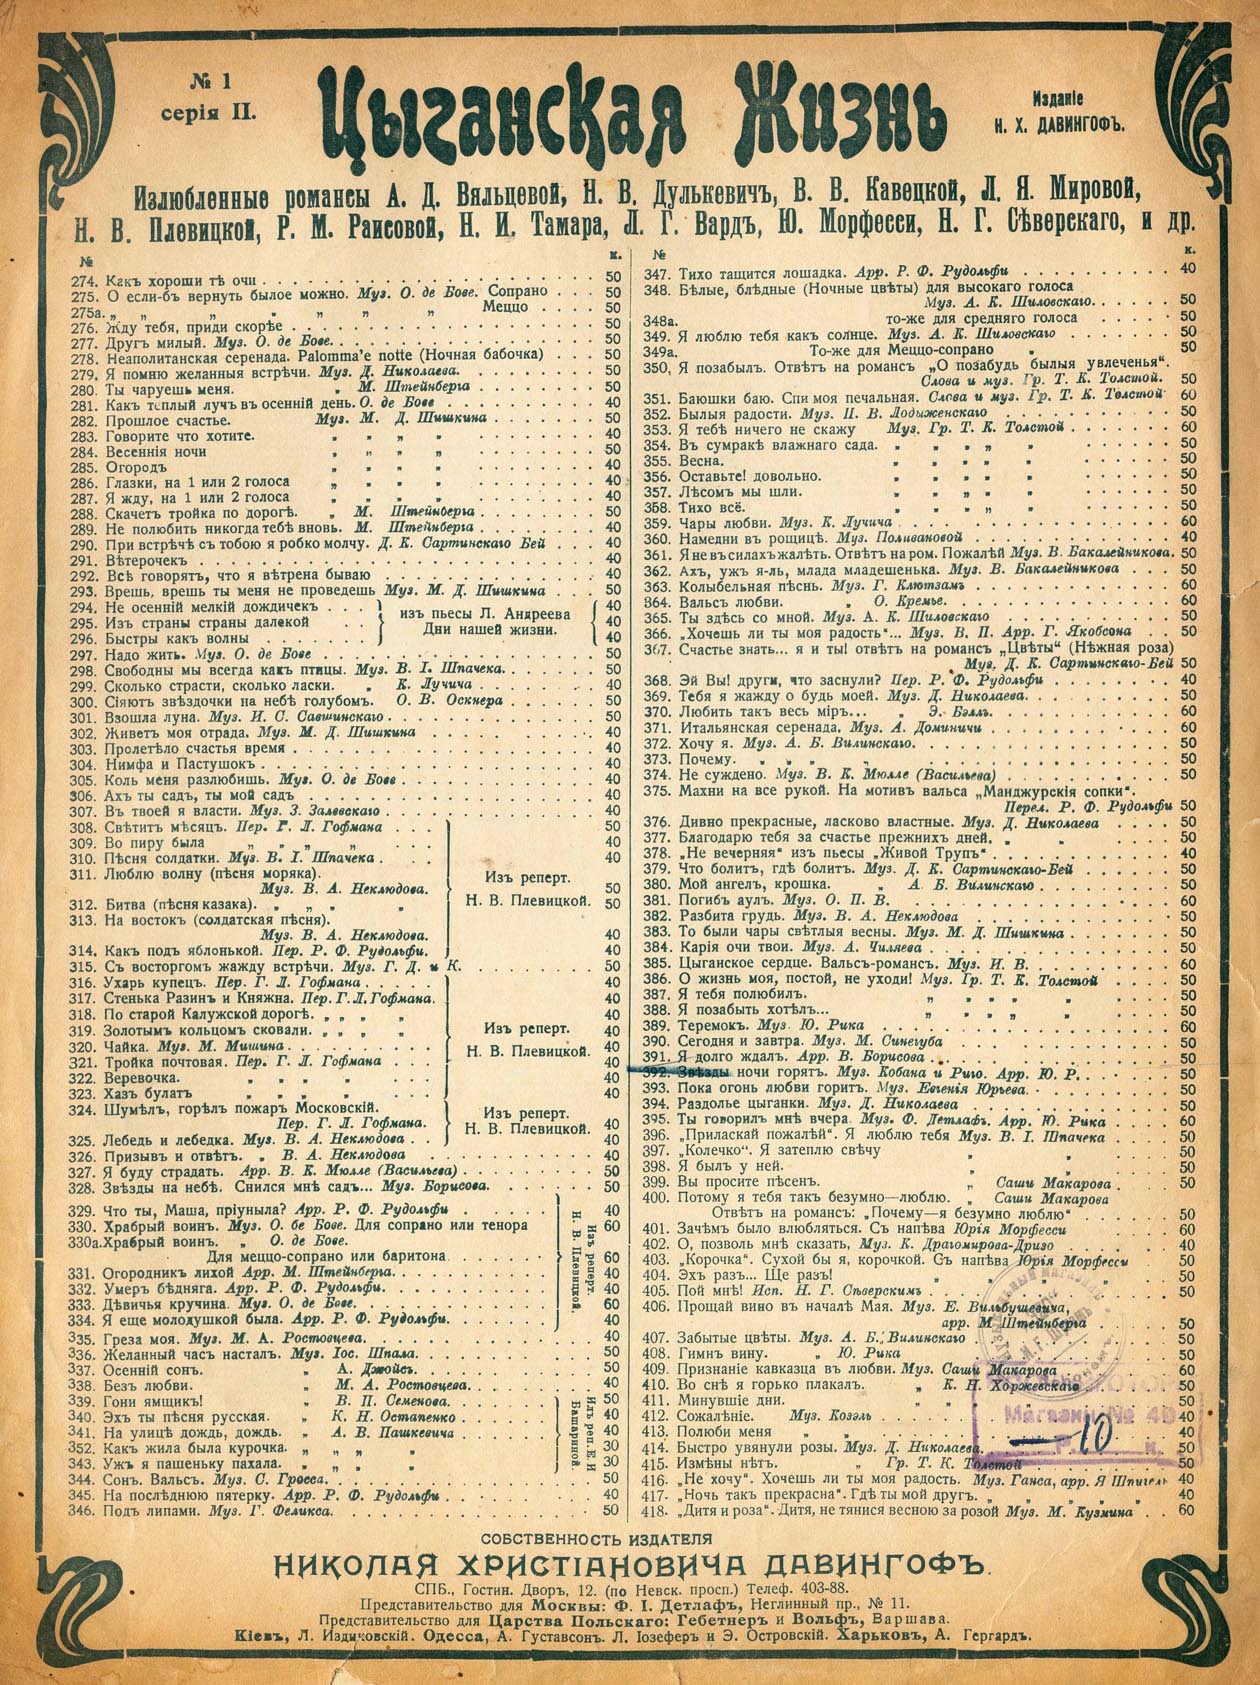 № 1
серія II.
Цыганская Жизнь
Изданіе
Н. Х. ДАВИНГОФЪ.
Излюбленные романсы А. Д. Вяльцевой, Н. В. Дулькевичъ, В. В. Кавецкой, Л. Я. Мировой,
Н. В. Плевицкой, Р. М. Раисовой, Н. И. Тамара, Л. Г. Вардъ, Ю. Морфесси, Н. Г. Сѣверскаго, и др.
№ к.
274. Какъ хороши тѣ очи . . . 50
275. О если-бъ вернуть былое можно. Муз. О. де Бове. Сопрано . . . 50
275а. „ „ „ „ „ „ „ Меццо . . . 50
276. Жду тебя, приди скорѣе . . . 50
277. Другъ милый. Муз. О. де Бове. . . . 50
278. Неаполитанская серенада. Palomma'e notte (Ночная бабочка) . . . 50
279. Я помню желанныя встрѣчи. Муз. Д. Николаева. . . . 50
280. Ты чаруешь меня. „ М. Штейнберга . . . 50
281. Какъ теплый лучъ въ осенній день. О. де Бове . . . 40
282. Прошлое счастье. Муз. М. Д. Шишкина . . . 50
283. Говорите что хотите. „ „ „ „ . . . 40
284. Весеннія ночи „ „ „ „ . . . 50
285. Огородъ „ „ „ „ . . . 40
286. Глазки, на 1 или 2 голоса „ „ „ „ . . . 40
287. Я жду, на 1 или 2 голоса „ „ „ „ . . . 40
288. Скачетъ тройка по дорогѣ. „ М. Штейнберга . . . 50
289. Не полюбить никогда тебѣ вновь. М. Штейнберга . . . 40
290. При встрѣчѣ съ тобою я робко молчу. Д. К. Сартинскаго Бей . . . 40
291. Вѣтерочекъ . . . 40
292. Всѣ говорятъ, что я вѣтрена бываю . . . 40
293. Врешь, врешь ты меня не проведешь Муз. М. Д. Шишкина . . . 50
294. Не осенній мелкій дождичекъ . . . 40
295. Изъ страны страны далекой . . . 40
296. Быстры какъ волны . . . 40
изъ пьесы Л. Андреева
Дни нашей жизни.
297. Надо жить. Муз. О. де Бове . . . 50
298. Свободны мы всегда какъ птицы. Муз. В. І. Шпачека. . . . 50
299. Сколько страсти, сколько ласки. „ К. Лучича . . . 40
300. Сіяютъ звѣздочки на небѣ голубомъ. О. В. Оскнера . . . 50
301. Взошла луна. Муз. Н. С. Савшинскаго . . . 50
302. Живетъ моя отрада. Муз. М. Д. Шишкина . . . 40
303. Пролетѣло счастья время . . . 40
304. Нимфа и Пастушокъ . . . 40
305. Коль меня разлюбишь. Муз. О. де Бове . . . 40
306. Ахъ ты садъ, ты мой садъ . . . 40
307. Въ твоей я власти. Муз. З. Залевскаго . . . 40
308. Свѣтитъ мѣсяцъ. Пер. Г. Л. Гофмана . . . 50
309. Во пиру была „ „ „ „ . . . 40
310. Пѣсня солдатки. Муз. В. І. Шпачека . . . 40
311. Люблю волну (пѣсня моряка).
Муз. В. А. Неклюдова. 50
312. Битва (пѣсня казака). „ „ „ „ 50
313. На востокъ (солдатская пѣсня).
Муз. В. А. Неклюдова. 40
314. Какъ подъ яблонькой. Пер. Р. Ф. Рудольфи. 40
Изъ реперт.
Н. В. Плевицкой.
315. Съ восторгомъ жажду встрѣчи. Муз. Г. Д. и К. . . . 50
316. Ухарь купецъ. Пер. Г. Л. Гофмана . . . 40
317. Стенька Разинъ и Княжна. Пер. Г. Л. Гофмана. 40
318. По старой Калужской дорогѣ. „ „ „ „ 40
319. Золотымъ кольцомъ сковали. „ „ „ „ 40
320. Чайка. Муз. М. Мишина . . . 40
321. Тройка почтовая. Пер. Г. Л. Гофмана . . . 40
322. Веревочка. „ „ „ „ 40
323. Хазъ булатъ „ „ „ „ 40
Изъ реперт.
Н. В. Плевицкой.
324. Шумѣлъ, горѣлъ пожаръ Московскій.
Пер. Г. Л. Гофмана. 40
325. Лебедь и лебедка. Муз. В. А. Неклюдова . . 40
Изъ реперт.
Н. В. Плевицкой.
326. Призывъ и отвѣтъ. „ В. А. Неклюдова . . . 40
327. Я буду страдать. Арр. В. К. Мюлле (Васильева) . . . 50
328. Звѣзды на небѣ. Снился мнѣ садъ... Муз. Борисова. . . . 50
329. Что ты, Маша, пріуныла? Арр. Р. Ф. Рудольфи . . . 40
330. Храбрый воинъ. Муз. О. бе Бове. Для сопрано или тенора 60
330а. Храбрый воинъ. „ О. де Бове.
Для меццо-сопрано или баритона . . . 60
331. Огородникъ лихой Арр. М. Штейнберга. . . . 40
332. Умеръ бѣдняга. Арр. Р. Ф. Рудольфи. . . . 40
333. Дѣвичья кручина. Муз. О. де Бове. . . . 60
334. Я еще молодушкой была. Арр. Р. Ф. Рудольфи. . . . 40
Изъ реперт.
Н. В. Плевицкой.
335. Греза моя. Муз. М. А. Ростовцева. . . . 40
336. Желанный часъ насталъ. Муз. Іос. Шпала. . . . 50
337. Осенній сонъ. „ А. Джойсъ. . . . 50
338. Безъ любви. „ М. А. Ростовцева. . . . 40
339. Гони ямщикъ! „ В. П. Семенова. . . . 50
340. Эхъ ты пѣсня русская. „ К. Н. Остапенко . . . 40
341. На улицѣ дождь, дождь. „ А. В. Пашкевича . . . 40
352. Какъ жила была курочка. „ „ „ „ 30
343. Ужъ я пашеньку пахала. „ „ „ „ 30
Изъ реп. Е. И
Башариной.
344. Сон. Вальсъ. Муз. С. Гросса. . . . 50
345. На послѣднюю пятерку. Арр. Р. Ф. Рудольфи . . . 40
346. Подъ липами. Муз. Г. Феликса. . . . 50
№ к.
347. Тихо тащится лошадка. Арр. Р. Ф. Рудольфи . . . 40
348. Бѣлые, блѣдные (Ночные цвѣты) для высокаго голоса
Муз. А. К. Шиловскаго. . . . 50
348а. то-же для средняго голоса . . . 50
349. Я люблю тебя какъ солнце. Муз. А. К. Шиловскаго . . . 50
349а. То-же для Меццо-сопрано „ 50
350, Я позабылъ. Отвѣтъ на романсъ „О позабудь былыя увлеченья“.
Слова и муз. Гр. Т. К. Толстой. 50
351. Баюшки баю. Спи моя печальная. Слова и муз. Гр. Т. К. Толстой 60
352. Былыя радости. Муз. П. В. Лодыженскаго . . . 50
353. Я тебѣ ничего не скажу Муз. Гр. Т. К. Толстой . . . 60
354. Въ сумракѣ влажнаго сада. „ „ „ „ „ . . . 50
355. Весна. „ „ „ „ „ . . . 50
356. Оставьте! довольно. „ „ „ „ „ . . . 50
357. Лѣсомъ мы шли. „ „ „ „ „ . . . 50
358. Тихо всё. „ „ „ „ „ . . . 50
359. Чары любви. Муз. К. Лучича . . . 60
360. Намедни въ рощицѣ. Муз. Поливановой . . . 40
361. Я не въ силахъ жалѣть. Отвѣтъ на ром. Пожалѣй Муз. В. Бакалейникова. 50
362. Ахъ, ужъ я-ль, млада младешенька. Муз. В. Бакалейникова . . . 50
363. Колыбельная пѣснь. Муз. Г. Клютзамъ . . . 60
364. Вальсъ любви. „ О. Кремье. . . . 60
365. Ты здѣсь со мной. Муз. А. К. Шиловскаго . . . 50
366. „Хочешь ли ты моя радость“... Муз. В. П. Арр. Г. Якобсона . . 50
367. Счастье знать... я и ты! отвѣтъ на романсъ „Цвѣты“ (Нѣжная роза)
Муз. Д. К. Сартинскаго-Бей 50
368. Эй Вы! други, что заснули? Пер. Р. Ф. Рудольфи . . . 40
369. Тебя я жажду о будь моей. Муз. Д. Николаева. . . . 50
370. Любить такъ весь міръ... „ Э. Бэллъ. . . . 60
371. Итальянская серенада. Муз. А. Доминичи . . . 60
372. Хочу я. Муз. А. Б. Вилинскаго. . . . 50
373. Почему. „ „ „ „ . . . 50
374. Не суждено. Муз. В. К. Мюлле (Васильева) . . . 50
375. Махни на все рукой. На мотивъ вальса „Манджурскія сопки“.
Перел. Р. Ф. Рудольфи 50
376. Дивно прекрасные, ласково властные. Муз. Д. Николаева . . . 50
377. Благодарю тебя за счастье прежнихъ дней. „ „ . . . 50
378. „Не вечерняя“ изъ пьесы „Живой Трупъ“ . . . 40
379. Что болитъ, гдѣ болитъ. Муз. Д. К. Сартинскаго-Бей . . . 50
380. Мой ангелъ, крошка. „ А. Б. Вилинскаго . . . 50
381. Погибъ аулъ. Муз. О. П. В. . . . 60
382. Разбита грудь. Муз. В. А. Неклюдова . . . 50
383. То были чары свѣтлыя весны. Муз. М. Д. Шишкина . . . 50
384. Карія очи твои. Муз. А. Чиляева . . . 50
385. Цыганское сердце. Вальсъ-романсъ. Муз. И. В. . . . 60
386. О жизнь моя, постой, не уходи! Муз. Гр. Т. К. Толстой . . . 50
387. Я тебя полюбилъ. „ „ „ „ „ . . . 50
388. Я позабыть хотѣлъ... „ „ „ „ „ . . . 50
389. Теремокъ. Муз. Ю. Рика . . . 60
390. Сегодня и завтра. Муз. М. Синегуба . . . 50
391. Я долго ждалъ. Арр. В. Борисова . . . 50
392. Звѣзды ночи горятъ. Муз. Кобана и Риго. Арр. Ю. Р. . . . 50
393. Пока огонь любви горитъ. Муз. Евгенія Юрьева. . . . 50
394. Раздолье цыганки. Муз. Д. Николаева . . . 50
395. Ты говорилъ мнѣ вчера. Муз. Ф. Детлафъ. Арр. Ю. Рика . . . 60
396. „Приласкай пожалѣй“. Я люблю тебя Муз. В. І. Шпачека . . . 50
397. „Колечко“. Я затеплю свѣчу „ „ . . . 50
398. Я былъ у ней. „ „ . . . 50
399. Вы просите пѣсенъ. „ Саши Макарова . . . 50
400. Потому я тебя такъ безумно—люблю. „ Саши Макарова
Отвѣтъ на романсъ: „Почему—я безумно люблю“ . . . 50
401. Зачѣмъ было влюбляться. Съ напѣва Юрія Морфесси 60
402. О, позволь мнѣ сказать, Муз. К. Драгомирова-Дризо . . . 40
403. „Корочка“. Сухой бы я, корочкой. Съ напѣва Юрія Морфесси 50
404. Эхъ разъ... Ще разъ! „ „ „ 50
405. Пой мнѣ! Исп. Н. Г. Сѣверскимъ . . . 50
406. Прощай вино въ началѣ Мая. Муз. Е. Вильбушевича,
арр. М Штейнберга . . . 50
407. Забытые цвѣты. Муз. А. Б. Вилинскаго . . . 50
408. Гимнъ вину. „ Ю. Рика . . . 50
409. Признаніе кавказца въ любви. Муз. Саши Макарова 60
410. Во снѣ я горько плакалъ. „ К. Н. Хоржевскаго 50
411. Минувшіе дни. „ „ „ 50
412. Сожалѣніе. Муз. Козэль . . . 40
413. Полюби меня „ „ . . . 40
414. Быстро увянули розы. Муз. Д. Николаева. 50
415. Измѣны нѣтъ. „ Гр. Т. К. Толстой 50
416. „Не хочу“. Хочешь ли ты моя радость. Муз. Ганса, арр. Я Шпигель 40
417. „Ночь такъ прекрасна“. Гдѣ ты мой другъ. „ „ „ „ 40
418. „Дитя и роза“. Дитя, не тянися весною за розой Муз. М. Кузмина . . 60
Магазин № 40
10
Р. к.
СОБСТВЕННОСТЬ ИЗДАТЕЛЯ
НИКОЛАЯ ХРИСТІАНОВИЧА ДАВИНГОФЪ.
СПБ., Гостин. Дворъ, 12. (по Невск. просп.) Телеф. 403-88.
Представительство для Москвы: Ф. І. Детлафъ, Неглинный пр., № 11.
Представительство для Царства Польскаго: Гебетнеръ и Вольфъ, Варшава.
Кіевъ, Л. Издиковскій. Одесса, А. Густавсонъ. Л. Іозеферъ и Э. Островскій. Харьковъ, А. Гергардъ.